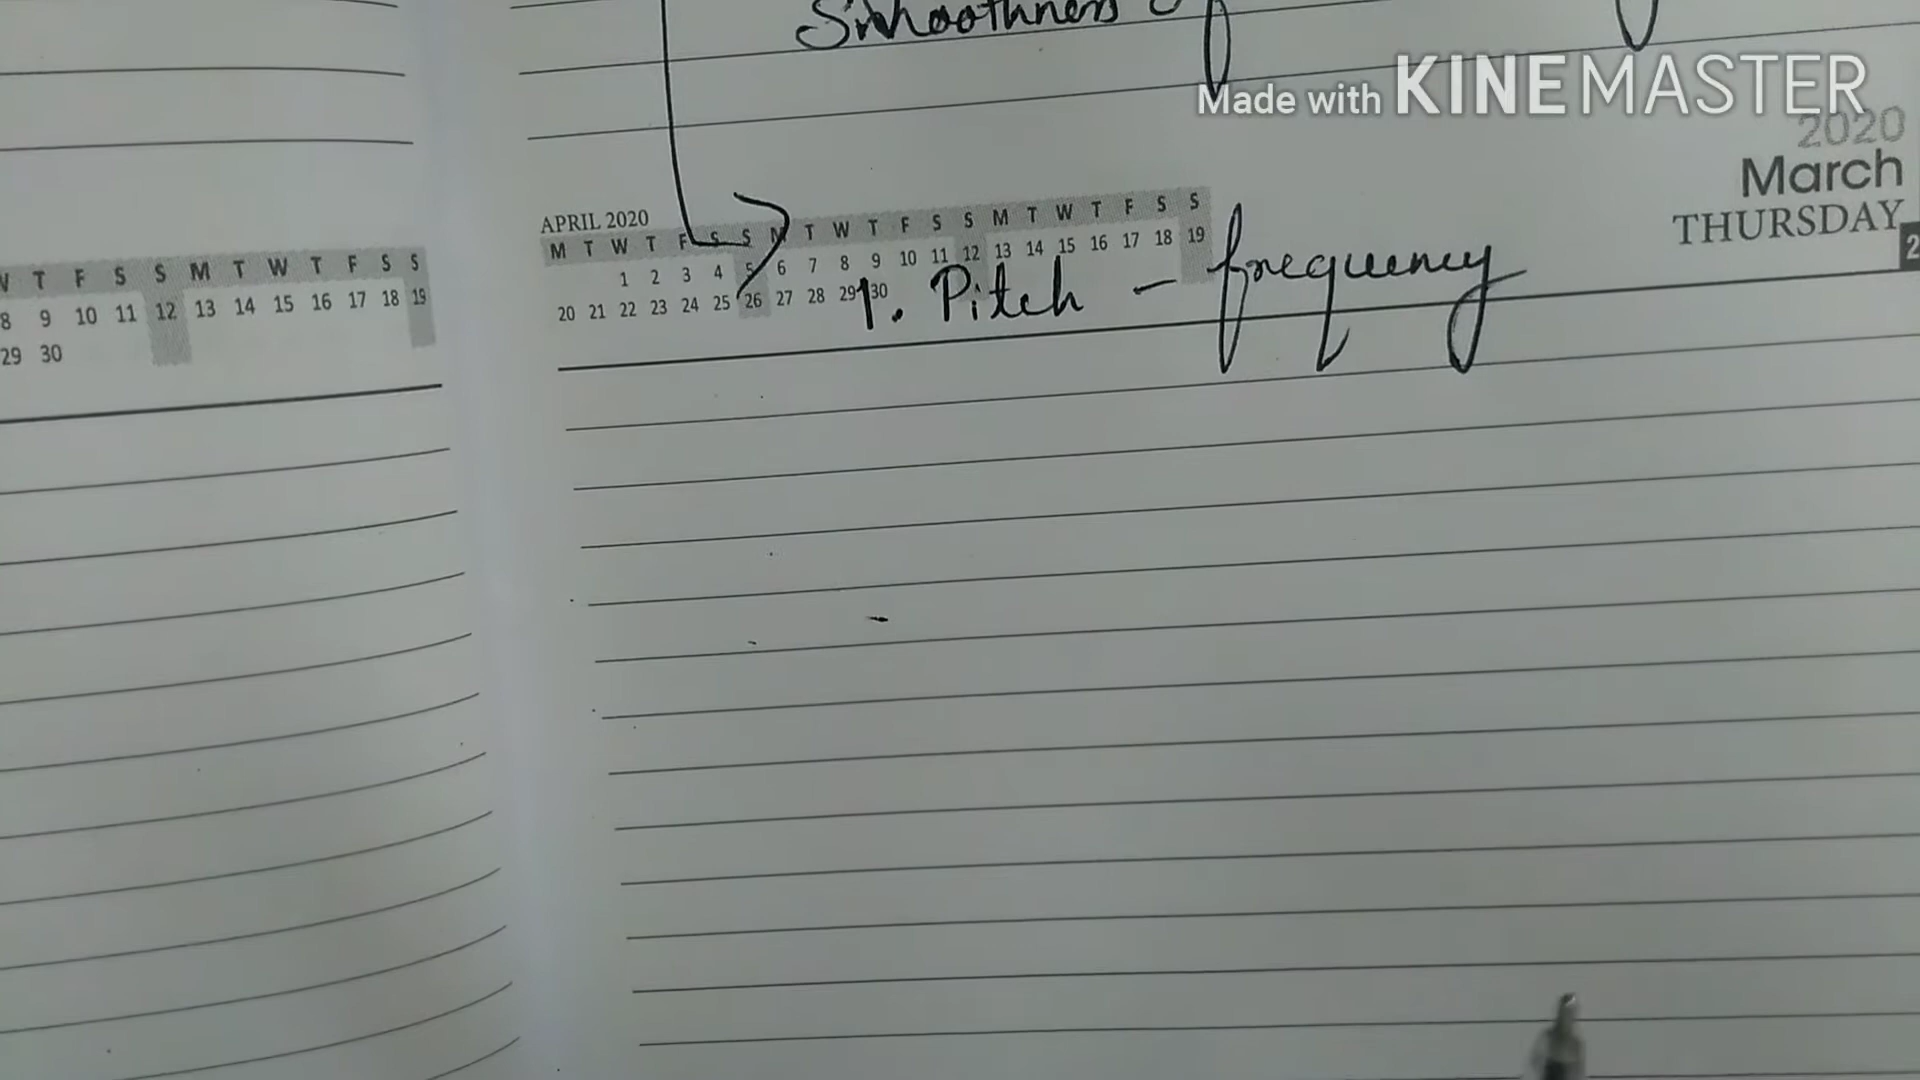 Smoothness
Made with KINEMASTER
2020
March
THURSDAY
APRIL 2020
M T W T F S S M T W T F S S M T W T F S S
1 2 3 4 5 6 7 8 9 10 11 12 13 14 15 16 17 18 19
20 21 22 23 24 25 26 27 28 29 30
T F S S M T W T F S S
8 9 10 11 12 13 14 15 16 17 18 19
29 30
1. Pitch - frequency